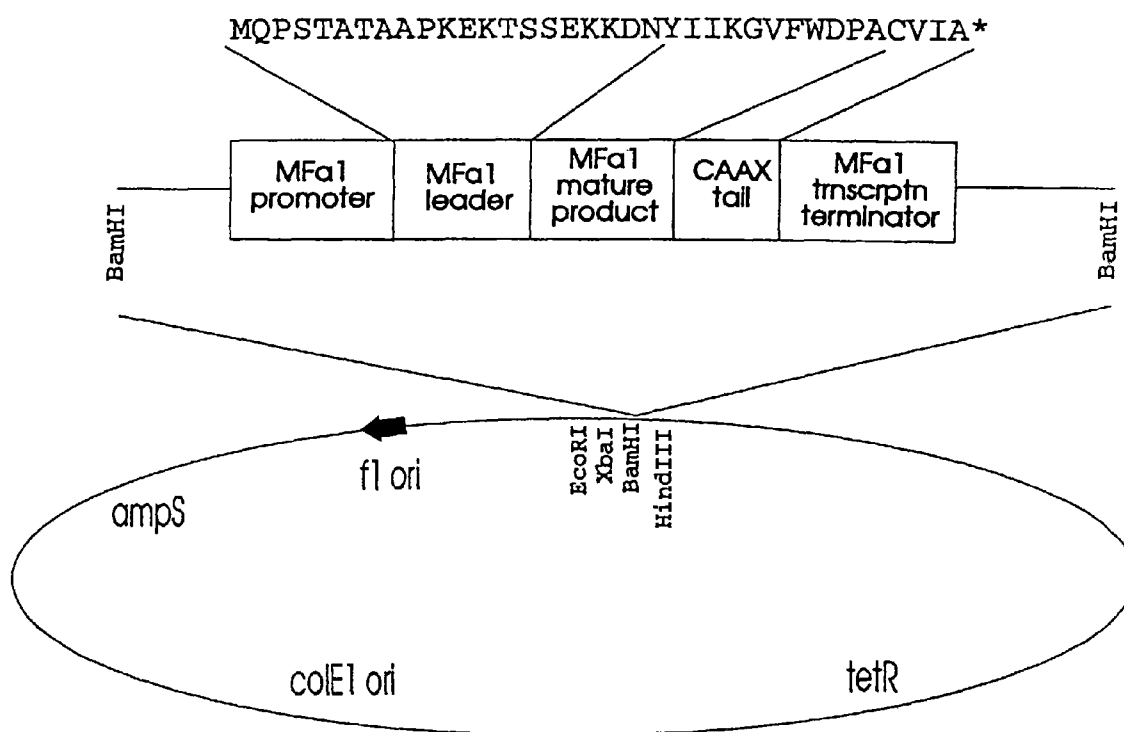 MQPSTATAAPKEKTSSEKKDNYIIKGVFWDPACVIA*
MFa1
promoter
MFa1
leader
MFa1
mature
product
CAAX
tail
MFa1
trnscrptn
terminator
BamHI
BamHI
EcoRI
XbaI
BamHI
HindIII
f1 ori
ampS
colE1 ori
tetR